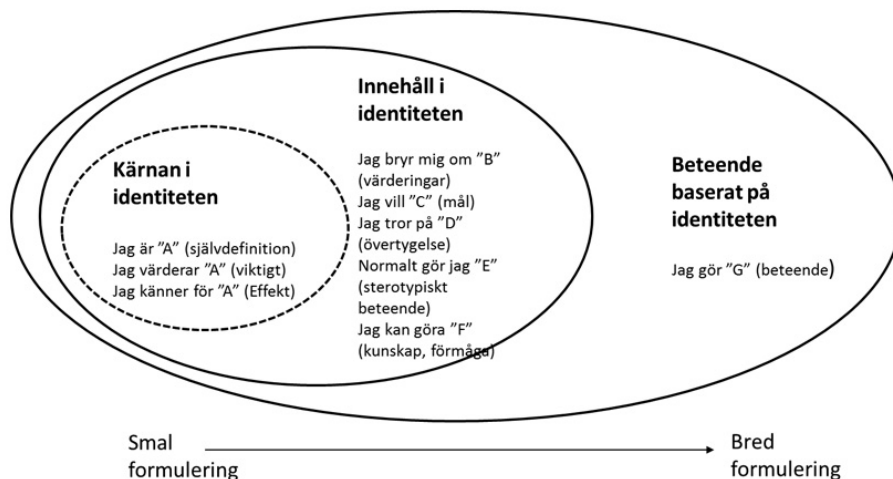 Kärnan i
identiteten
Jag är ”A” (självdefinition)
Jag värderar ”A” (viktigt)
Jag känner för ”A” (Effekt)
Innehåll i
identiteten
Jag bryr mig om ”B”
(värderingar)
Jag vill ”C” (mål)
Jag tror på ”D”
(övertygelse)
Normalt gör jag ”E”
(sterotypiskt
beteende)
Jag kan göra ”F”
(kunskap, förmåga)
Beteende
baserat på
identiteten
Jag gör ”G” (beteende)
Smal
formulering
Bred
formulering